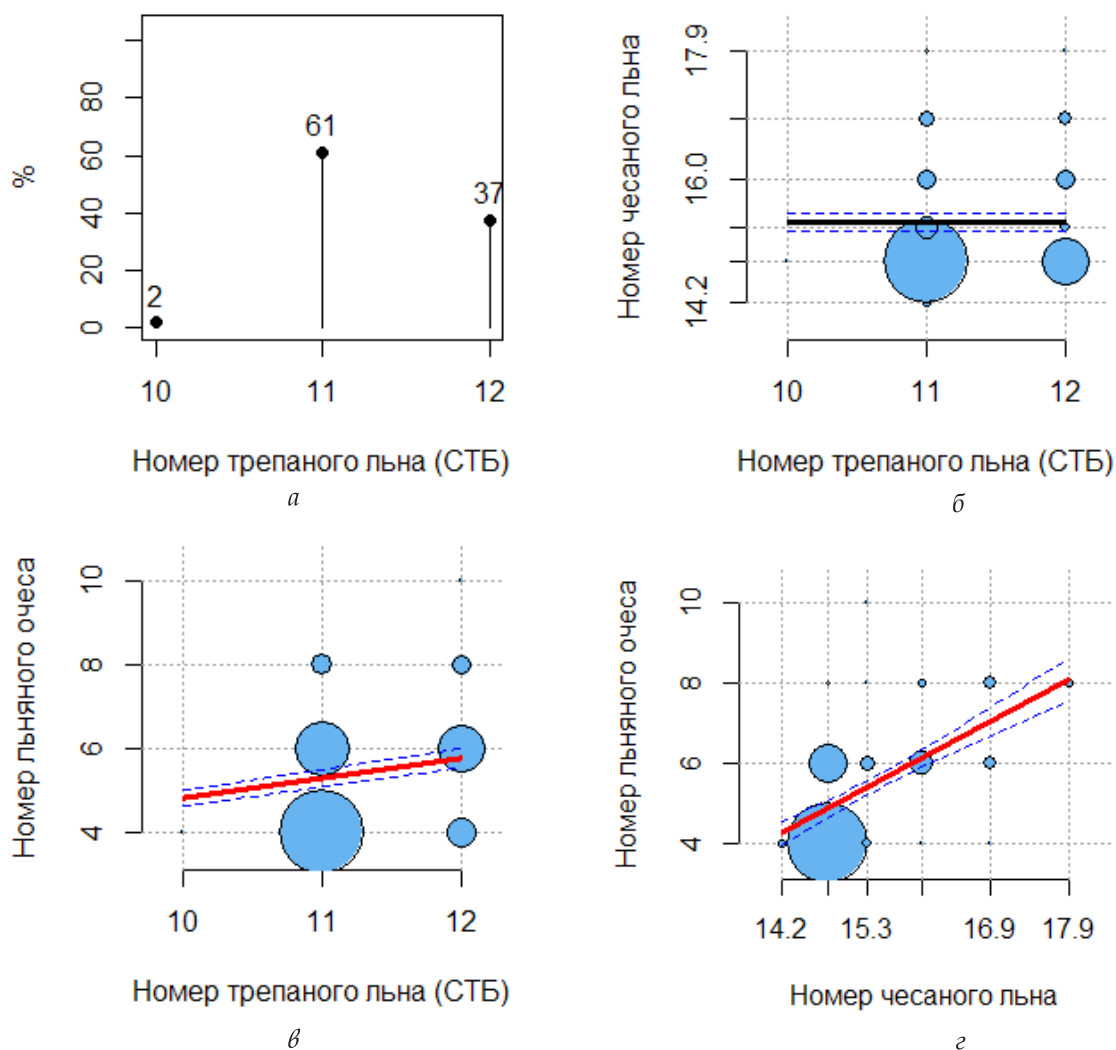 %
80
60
40
20
0
2
61
37
10 11 12
Номер трепаного льна (СТБ)
а
Номер чесаного льна
17.9
16.0
14.2
10 11 12
Номер трепаного льна (СТБ)
б
Номер льняного очеса
10
8
6
4
10 11 12
Номер трепаного льна (СТБ)
в
Номер льняного очеса
10
8
6
4
14.2 15.3 16.9 17.9
Номер чесаного льна
г